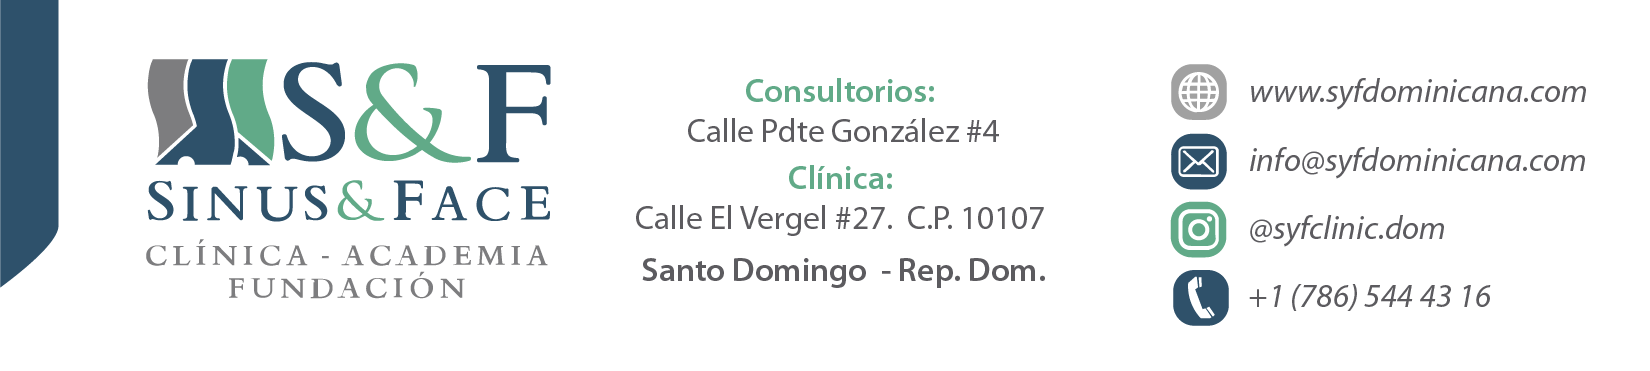 S&F
SINUS&FACE
CLÍNICA - ACADEMIA
FUNDACIÓN
Consultorios:
Calle Pdte González #4
Clínica:
Calle El Vergel #27.  C.P. 10107
Santo Domingo  - Rep. Dom.
www.syfdominicana.com
info@syfdominicana.com
@syfclinic.dom
+1 (786) 544 43 16